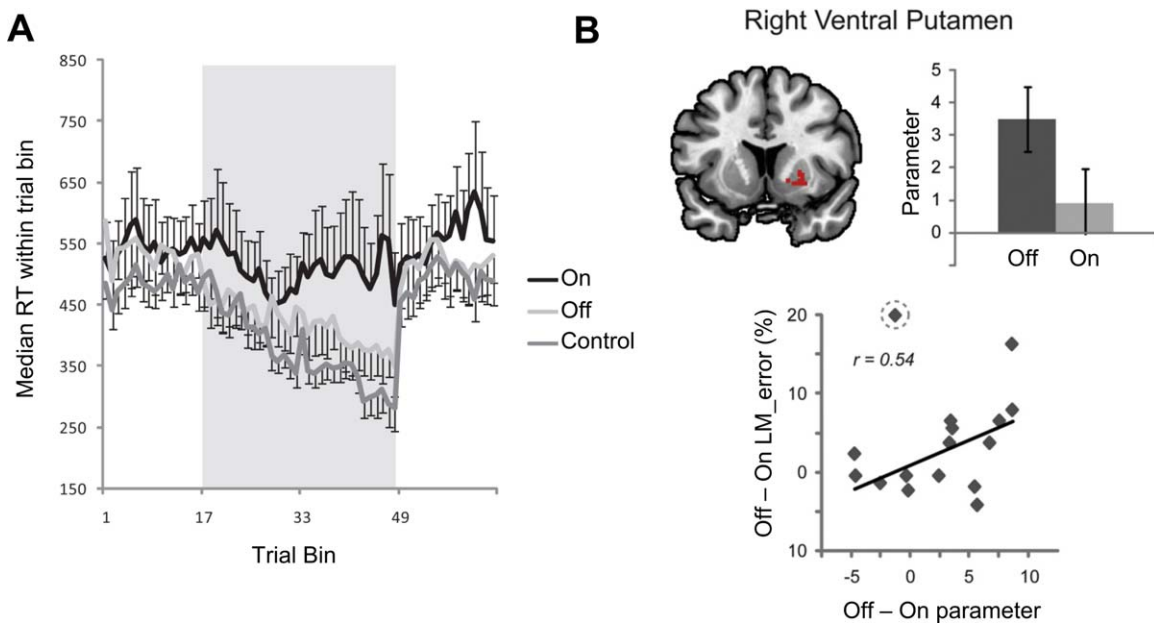 A
850
750
650
550
450
350
250
150
Median RT within trial bin
1 17 33 49
Trial Bin
On
Off
Control
B
Right Ventral Putamen
5
4
3
2
1
0
Parameter
Off On
20
10
0
10
Off – On LM_error (%)
r = 0.54
-5 0 5 10
Off – On parameter